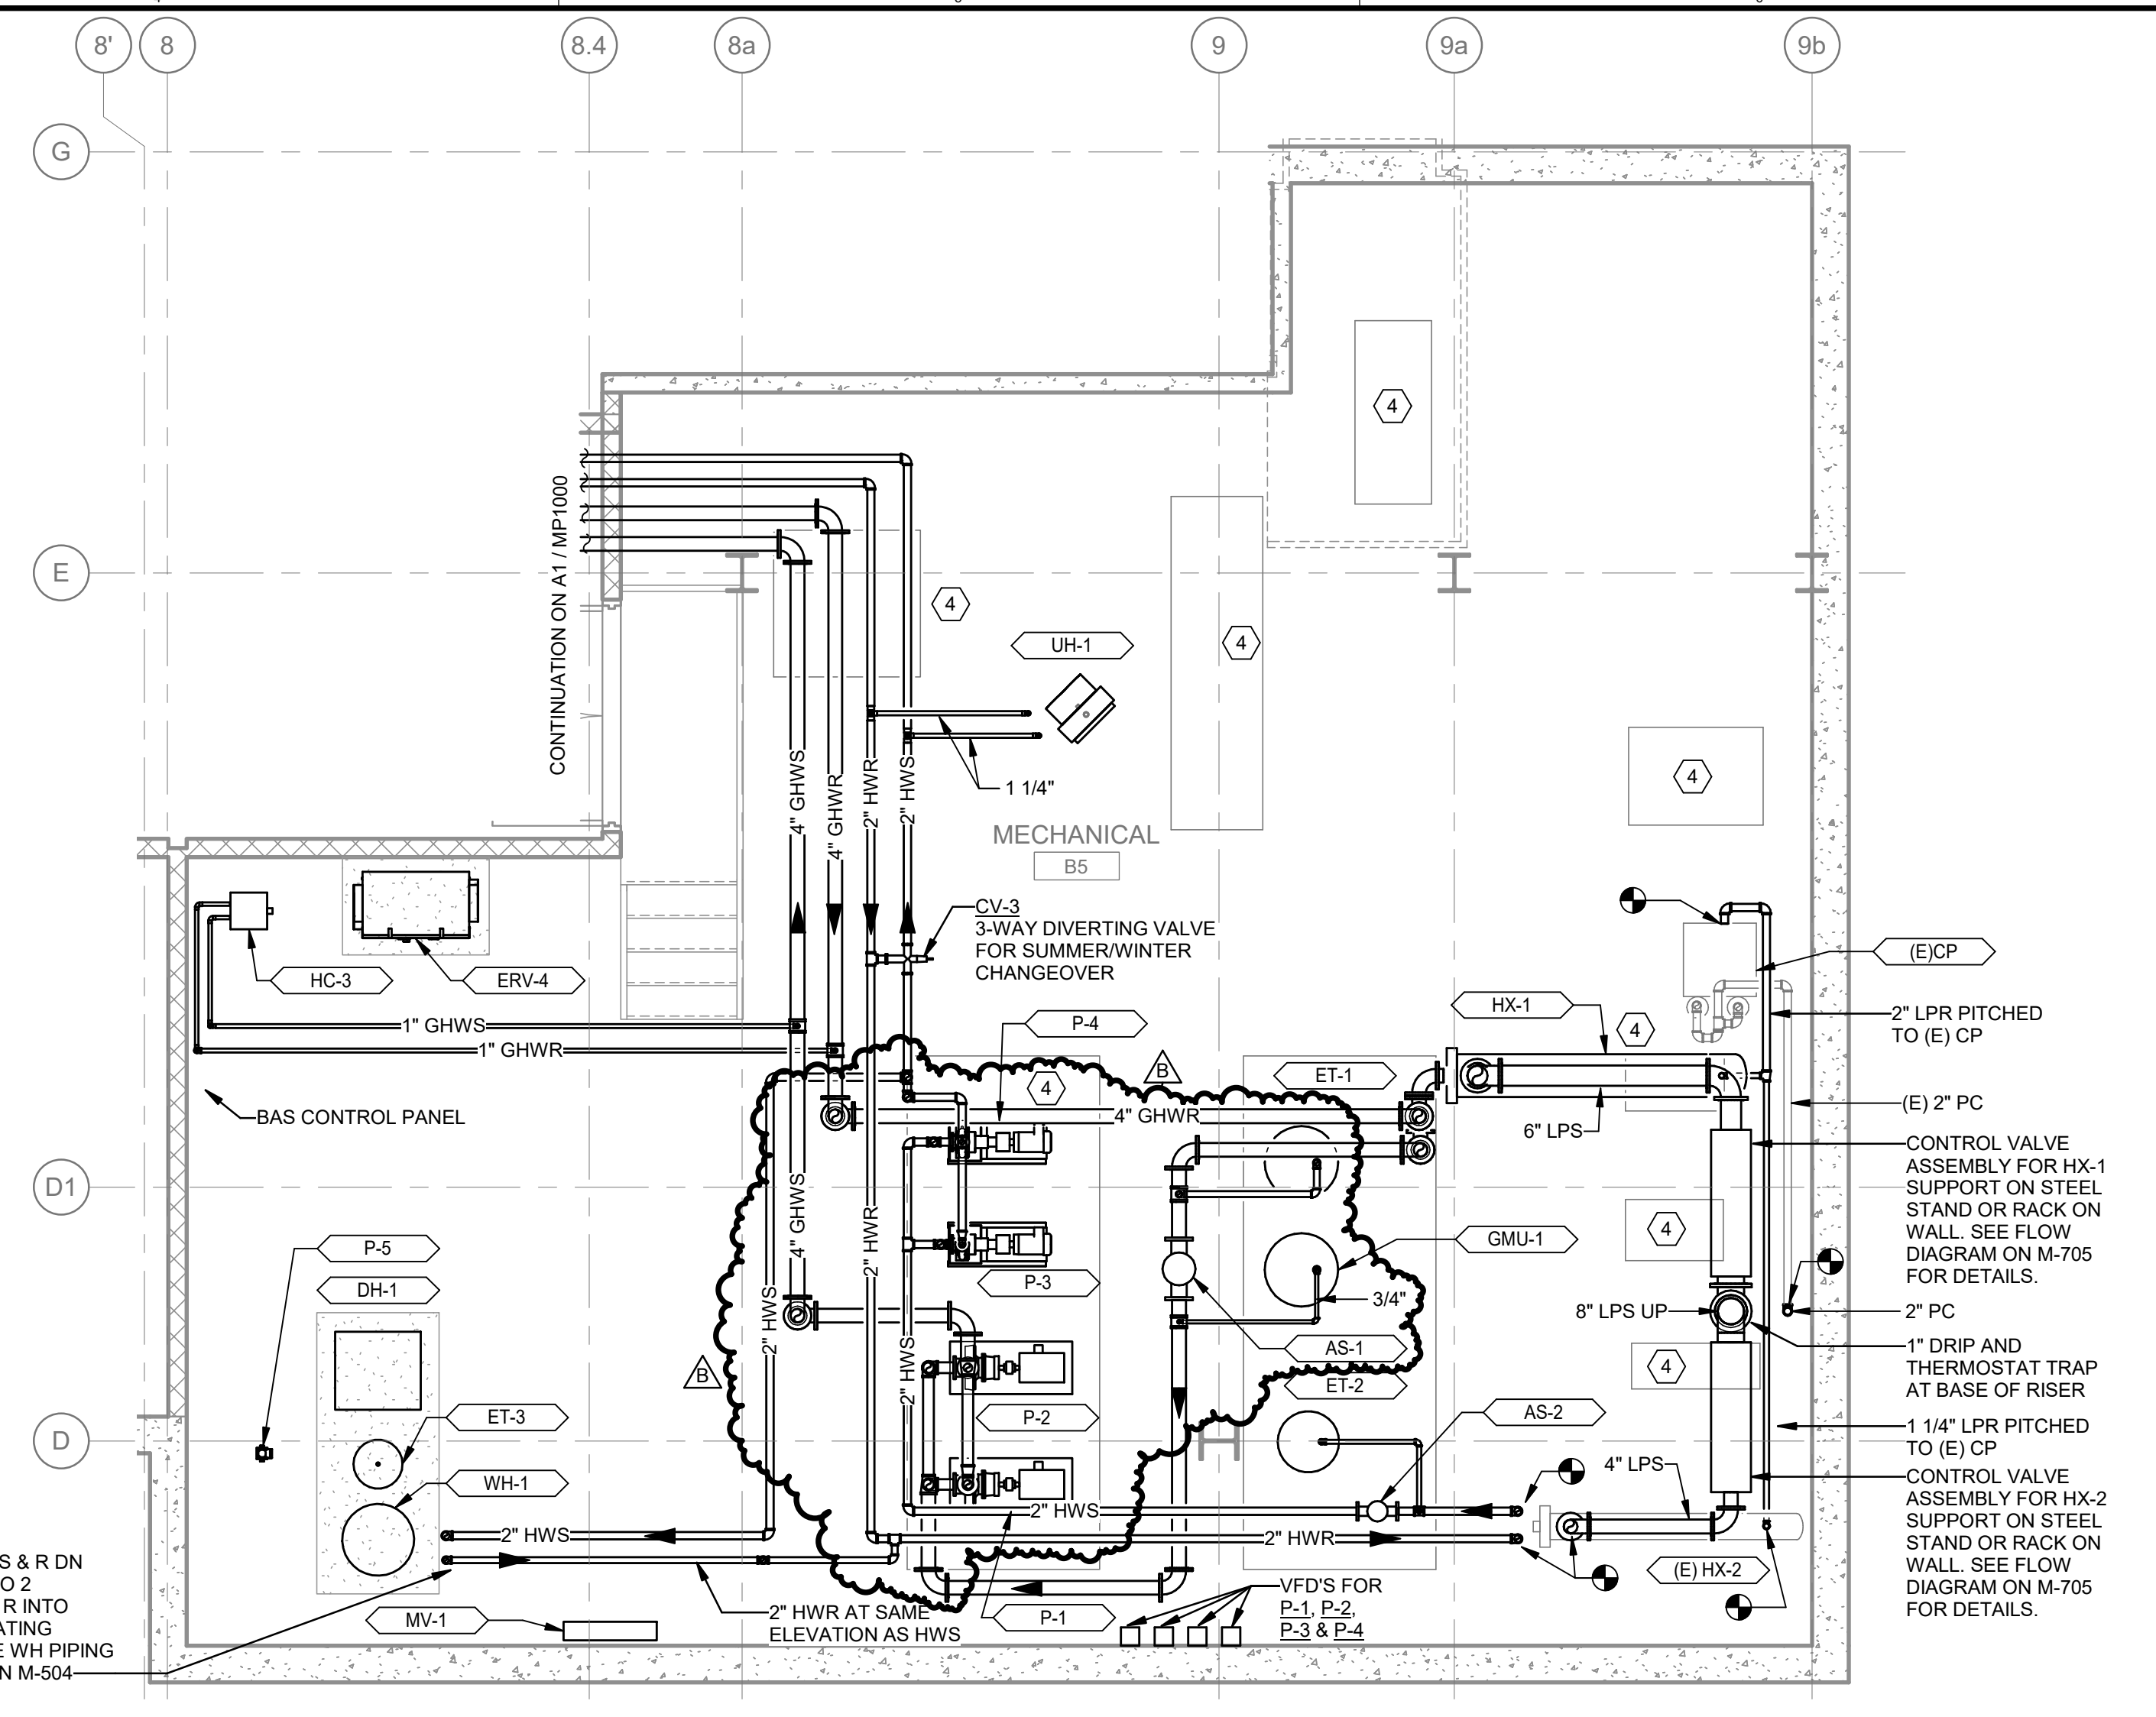 8'
8
8.4
8a
9
9a
9b
G
E
D1
D
CONTINUATION ON A1 / MP1000
4
4
4
UH-1
1 1/4"
4
4" GHWS
4" GHWR
2" HWR
2" HWS
MECHANICAL
B5
CV-3
3-WAY DIVERTING VALVE
FOR SUMMER/WINTER
CHANGEOVER
HC-3
ERV-4
1" GHWS
1" GHWR
BAS CONTROL PANEL
P-4
4
B
ET-1
HX-1
4
(E)CP
2" LPR PITCHED
TO (E) CP
(E) 2" PC
4" GHWR
6" LPS
CONTROL VALVE
ASSEMBLY FOR HX-1
SUPPORT ON STEEL
STAND OR RACK ON
WALL. SEE FLOW
DIAGRAM ON M-705
FOR DETAILS.
4
4" GHWS
2" HWR
2" HWS
2" HWS
P-3
GMU-1
3/4"
8" LPS UP
2" PC
1" DRIP AND
THERMOSTAT TRAP
AT BASE OF RISER
4
AS-1
ET-2
P-5
DH-1
B
ET-3
WH-1
P-2
AS-2
4" LPS
1 1/4" LPR PITCHED
TO (E) CP
CONTROL VALVE
ASSEMBLY FOR HX-2
SUPPORT ON STEEL
STAND OR RACK ON
WALL. SEE FLOW
DIAGRAM ON M-705
FOR DETAILS.
2" HWS
2" HWS
2" HWR
(E) HX-2
S & R DN
O 2
R INTO
ATING
E WH PIPING
N M-504
MV-1
2" HWR AT SAME
ELEVATION AS HWS
P-1
VFD'S FOR
P-1, P-2,
P-3 & P-4